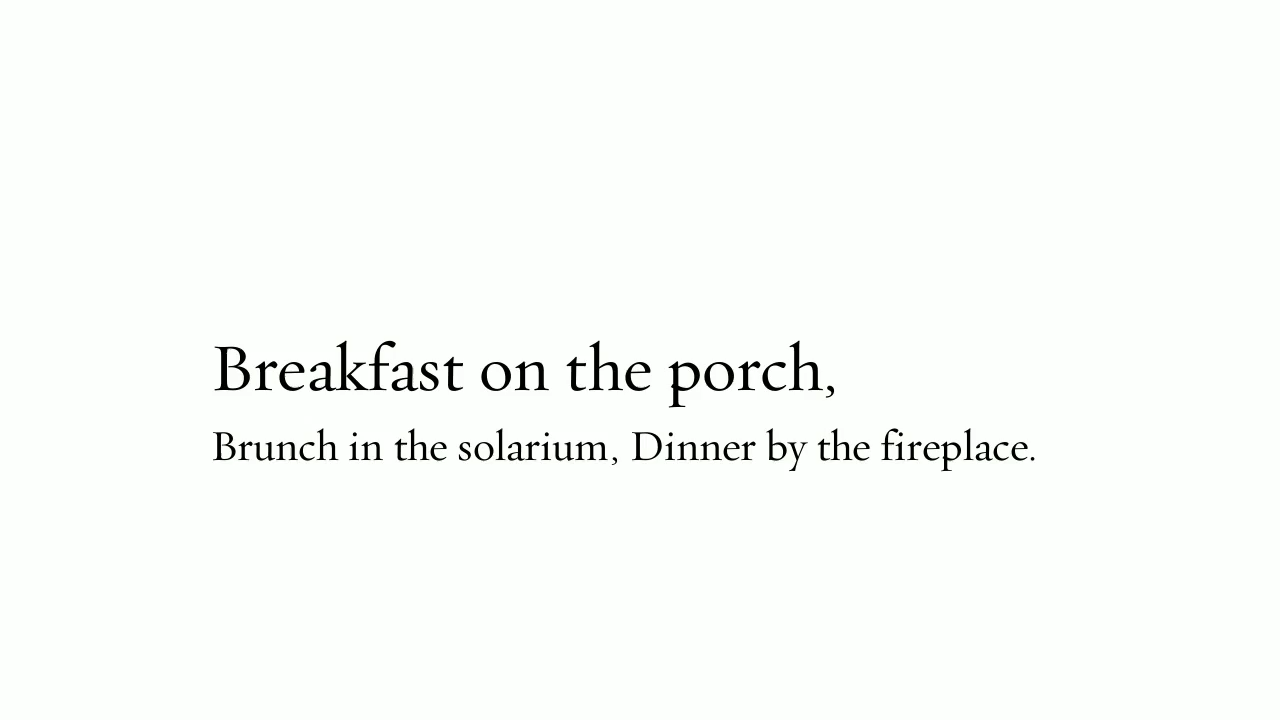 Breakfast on the porch,
Brunch in the solarium, Dinner by the fireplace.